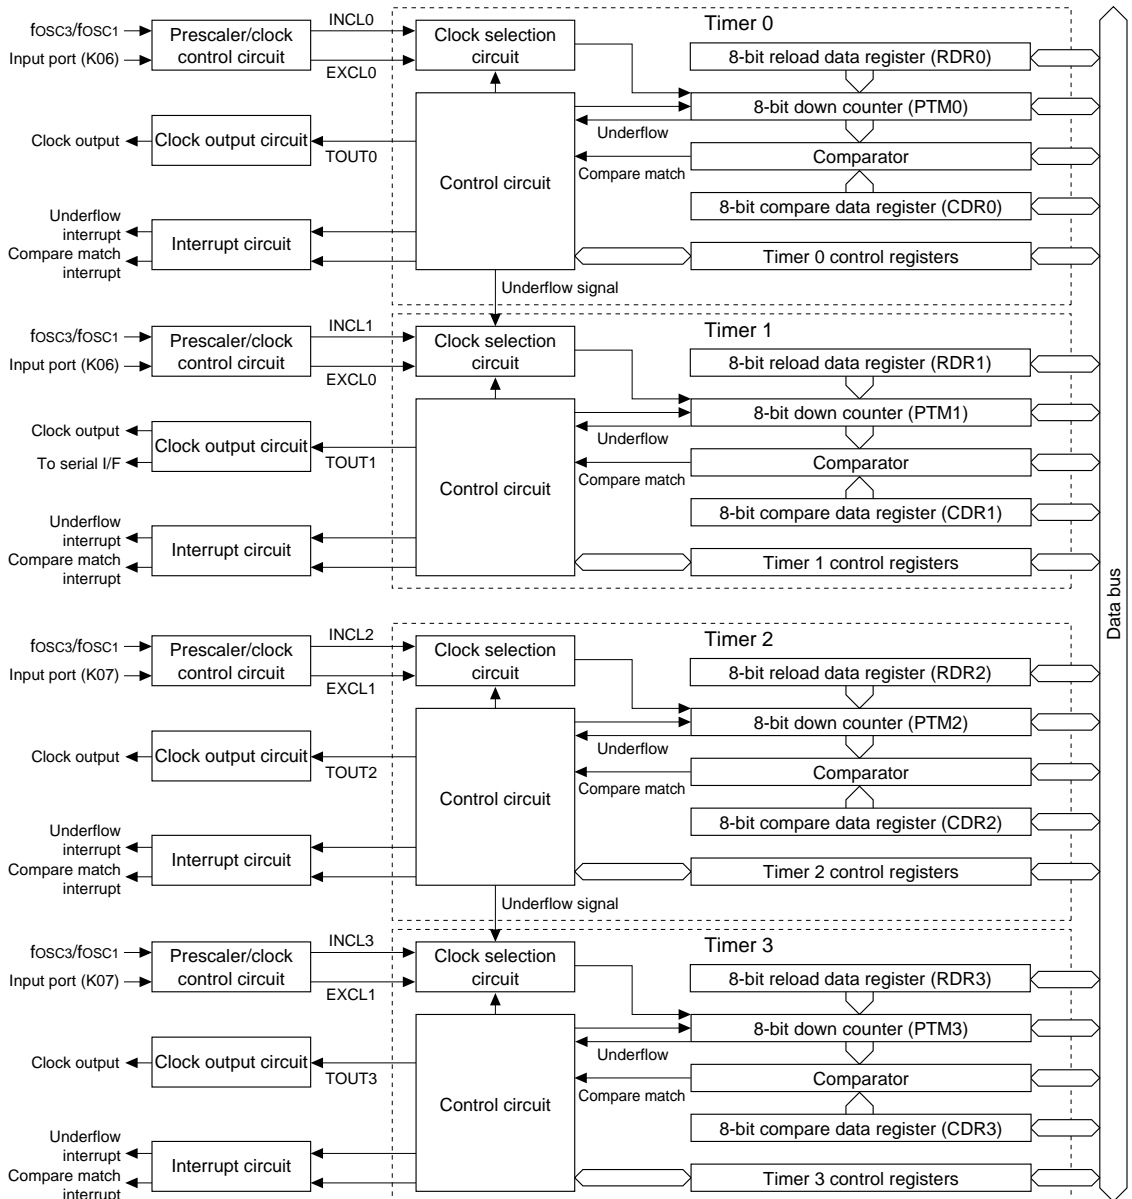 Timer 0
fOSC3/fOSC1
Input port (K06)
Prescaler/clock
control circuit
INCL0
EXCL0
Clock selection
circuit
8-bit reload data register (RDR0)
8-bit down counter (PTM0)
Underflow
Clock output
Clock output circuit
TOUT0
Control circuit
Compare match
Comparator
8-bit compare data register (CDR0)
Underflow
interrupt
Compare match
interrupt
Interrupt circuit
Timer 0 control registers
Underflow signal
Timer 1
fOSC3/fOSC1
Input port (K06)
Prescaler/clock
control circuit
INCL1
EXCL0
Clock selection
circuit
8-bit reload data register (RDR1)
8-bit down counter (PTM1)
Underflow
Clock output
To serial I/F
Clock output circuit
TOUT1
Control circuit
Compare match
Comparator
8-bit compare data register (CDR1)
Underflow
interrupt
Compare match
interrupt
Interrupt circuit
Timer 1 control registers
Data bus
Timer 2
fOSC3/fOSC1
Input port (K07)
Prescaler/clock
control circuit
INCL2
EXCL1
Clock selection
circuit
8-bit reload data register (RDR2)
8-bit down counter (PTM2)
Underflow
Clock output
Clock output circuit
TOUT2
Control circuit
Compare match
Comparator
8-bit compare data register (CDR2)
Underflow
interrupt
Compare match
interrupt
Interrupt circuit
Timer 2 control registers
Underflow signal
Timer 3
fOSC3/fOSC1
Input port (K07)
Prescaler/clock
control circuit
INCL3
EXCL1
Clock selection
circuit
8-bit reload data register (RDR3)
8-bit down counter (PTM3)
Underflow
Clock output
Clock output circuit
TOUT3
Control circuit
Compare match
Comparator
8-bit compare data register (CDR3)
Underflow
interrupt
Compare match
interrupt
Interrupt circuit
Timer 3 control registers